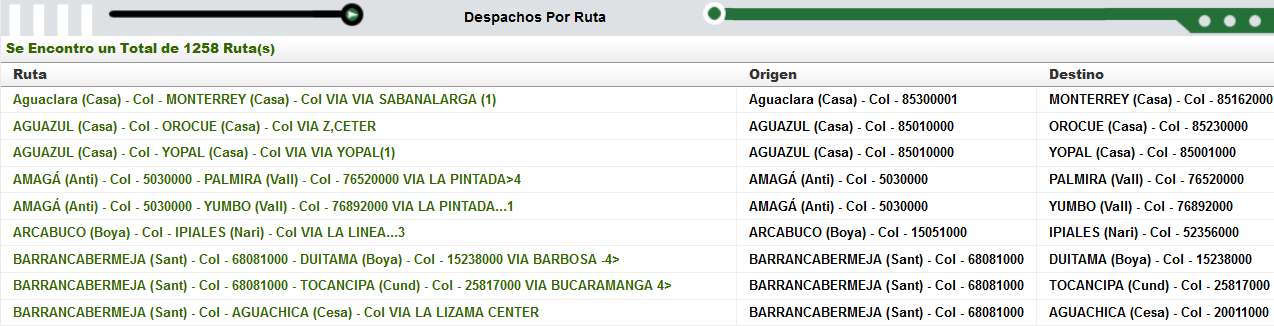 Despachos Por Ruta
Se Encontro un Total de 1258 Ruta(s)
Ruta Origen Destino
Aguaclara (Casa) - Col - MONTERREY (Casa) - Col VIA VIA SABANALARGA (1) Aguaclara (Casa) - Col - 85300001 MONTERREY (Casa) - Col - 85162000
AGUAZUL (Casa) - Col - OROCUE (Casa) - Col VIA Z,CETER AGUAZUL (Casa) - Col - 85010000 OROCUE (Casa) - Col - 85230000
AGUAZUL (Casa) - Col - YOPAL (Casa) - Col VIA VIA YOPAL(1) AGUAZUL (Casa) - Col - 85010000 YOPAL (Casa) - Col - 85001000
AMAGÁ (Anti) - Col - 5030000 - PALMIRA (Vall) - Col - 76520000 VIA LA PINTADA>4 AMAGÁ (Anti) - Col - 5030000 PALMIRA (Vall) - Col - 76520000
AMAGÁ (Anti) - Col - 5030000 - YUMBO (Vall) - Col - 76892000 VIA LA PINTADA...1 AMAGÁ (Anti) - Col - 5030000 YUMBO (Vall) - Col - 76892000
ARCABUCO (Boya) - Col - IPIALES (Nari) - Col VIA LA LINEA...3 ARCABUCO (Boya) - Col - 15051000 IPIALES (Nari) - Col - 52356000
BARRANCABERMEJA (Sant) - Col - 68081000 - DUITAMA (Boya) - Col - 15238000 VIA BARBOSA -4> BARRANCABERMEJA (Sant) - Col - 68081000 DUITAMA (Boya) - Col - 15238000
BARRANCABERMEJA (Sant) - Col - 68081000 - TOCANCIPA (Cund) - Col - 25817000 VIA BUCARAMANGA 4> BARRANCABERMEJA (Sant) - Col - 68081000 TOCANCIPA (Cund) - Col - 25817000
BARRANCABERMEJA (Sant) - Col - AGUACHICA (Cesa) - Col VIA LA LIZAMA CENTER BARRANCABERMEJA (Sant) - Col - 68081000 AGUACHICA (Cesa) - Col - 20011000